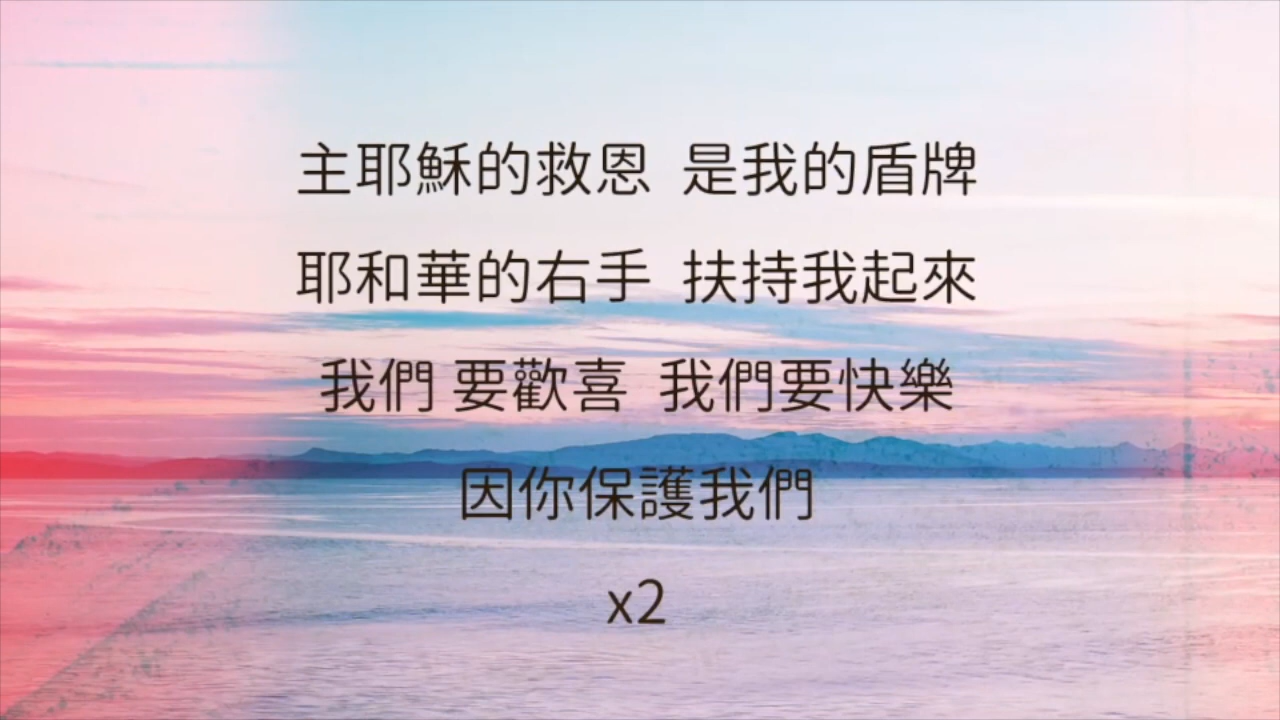 主耶穌的救恩 是我的盾牌
耶和華的右手 扶持我起來
我們 要歡喜 我們要快樂
因你保護我們
x2